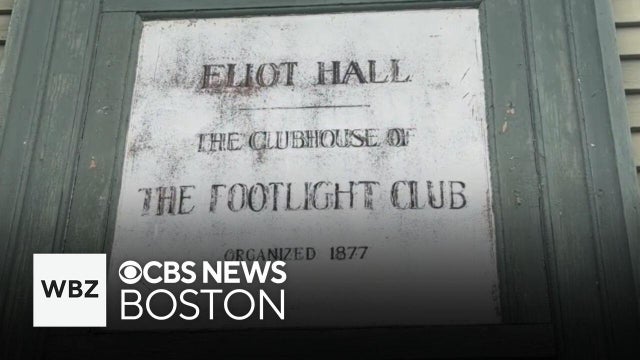 ELIOT HALL
THE CLUBHOUSE OF
THE FOOTLIGHT CLUB
ORGANIZED 1877
WBZ
CBS NEWS
BOSTON